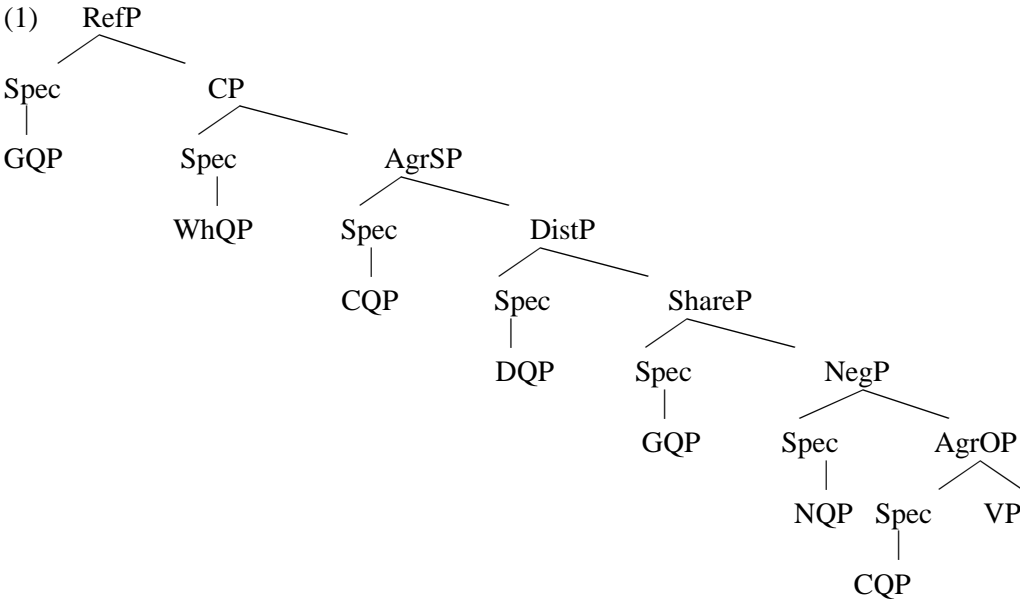 (1) RefP
Spec CP
GQP Spec AgrSP
WhQP Spec DistP
CQP Spec ShareP
DQP Spec NegP
GQP Spec AgrOP
NQP Spec VP
CQP